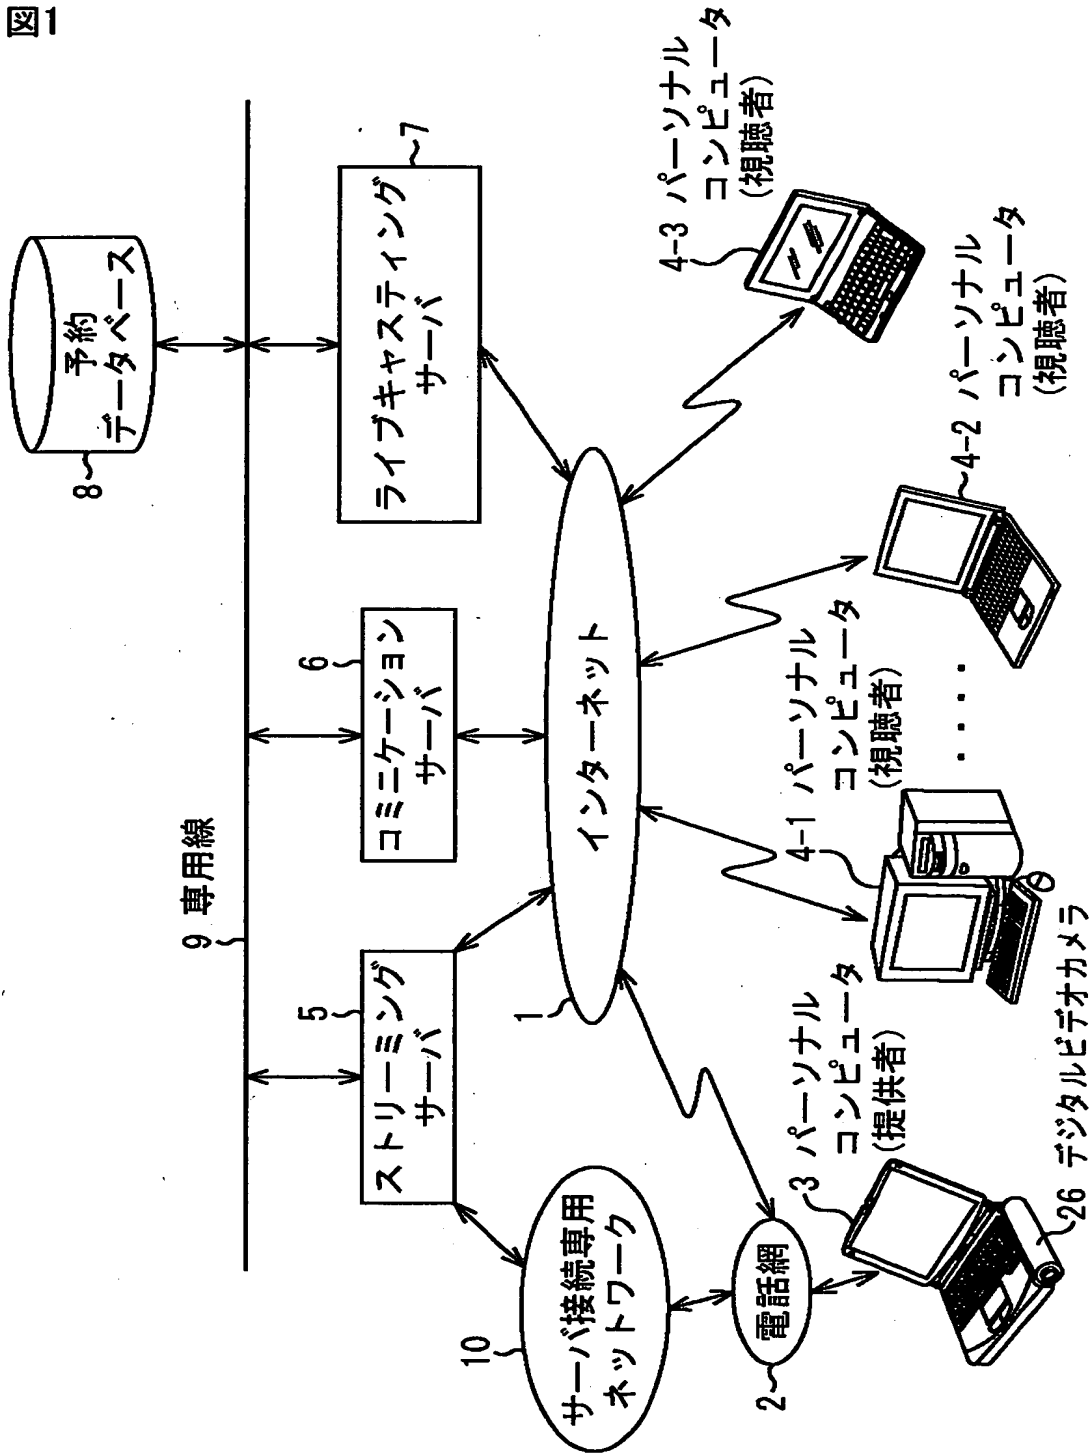 図1
予約
データベース
8
9 専用線
ストリーミング
サーバ
5
コミニケーション
サーバ
6
ライブキャスティング
サーバ
7
サーバ接続専用
ネットワーク
10
インターネット
1
電話網
2
3 パーソナル
コンピュータ
(提供者)
26 デジタルビデオカメラ
4-1 パーソナル
コンピュータ
(視聴者)
・・・・・
4-2 パーソナル
コンピュータ
(視聴者)
4-3 パーソナル
コンピュータ
(視聴者)